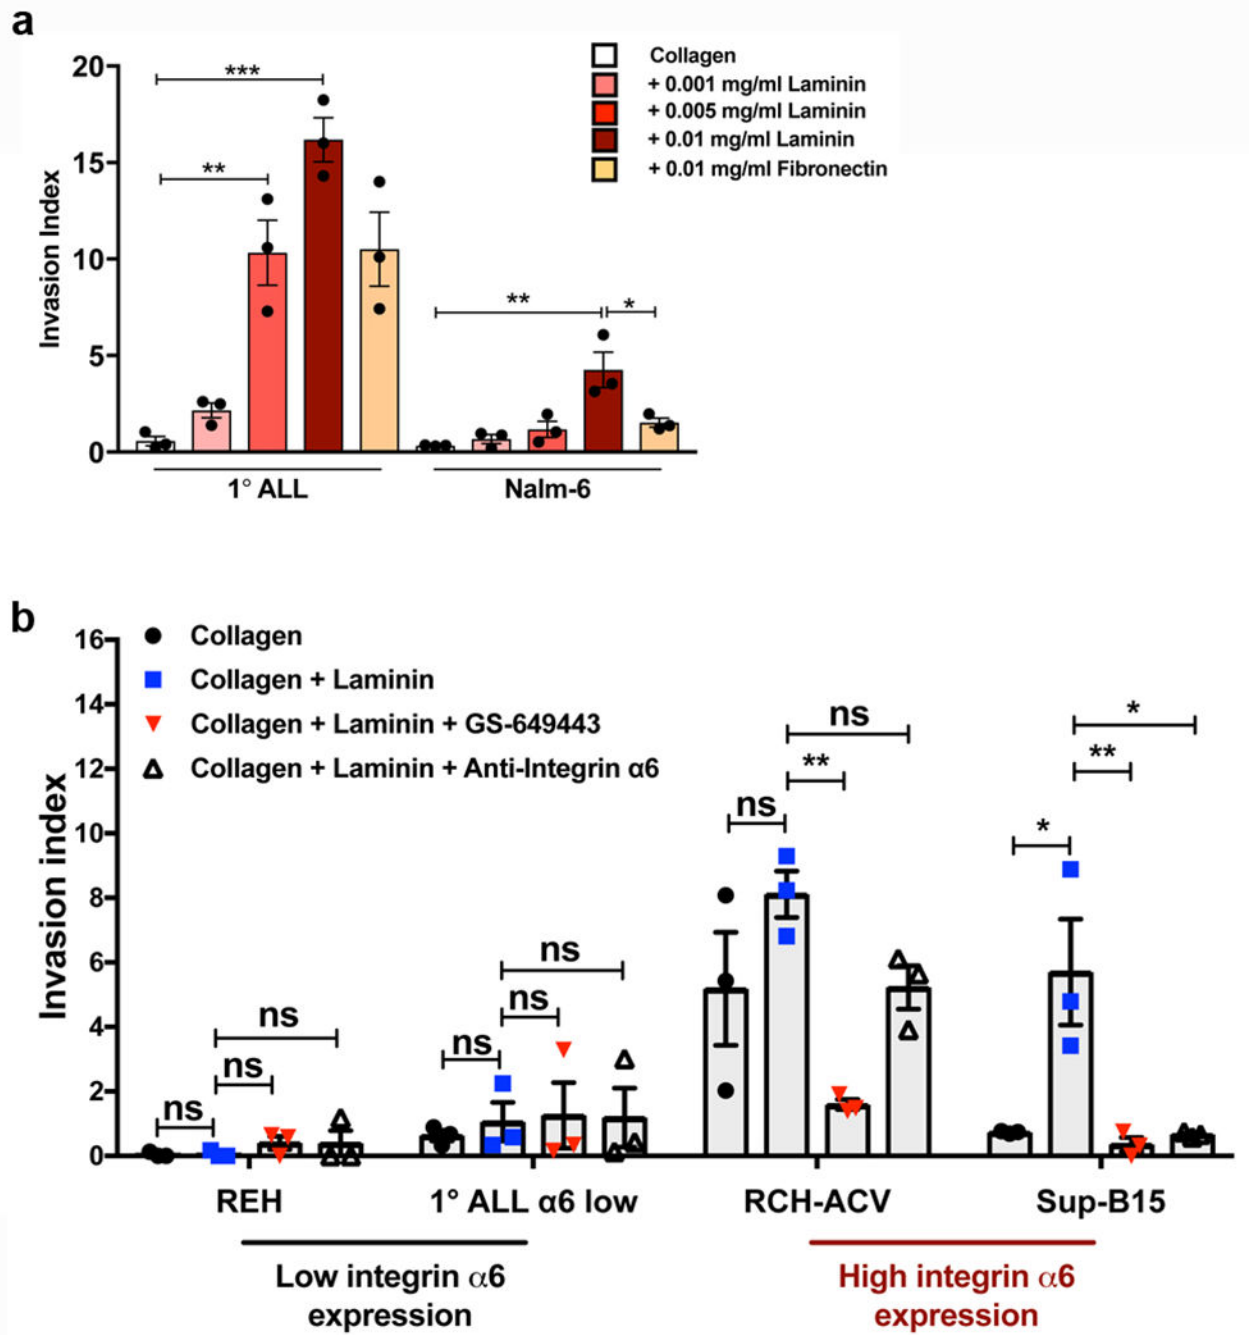 a
Invasion Index
20
15
10
5
0
***
**
**
*
Collagen
+ 0.001 mg/ml Laminin
+ 0.005 mg/ml Laminin
+ 0.01 mg/ml Laminin
+ 0.01 mg/ml Fibronectin
1° ALL
Nalm-6
b
Invasion index
16
14
12
10
8
6
4
2
0
Collagen
Collagen + Laminin
Collagen + Laminin + GS-649443
Collagen + Laminin + Anti-Integrin α6
ns
ns
ns
ns
ns
ns
ns
**
ns
*
**
*
REH
1° ALL α6 low
RCH-ACV
Sup-B15
Low integrin α6
expression
High integrin α6
expression